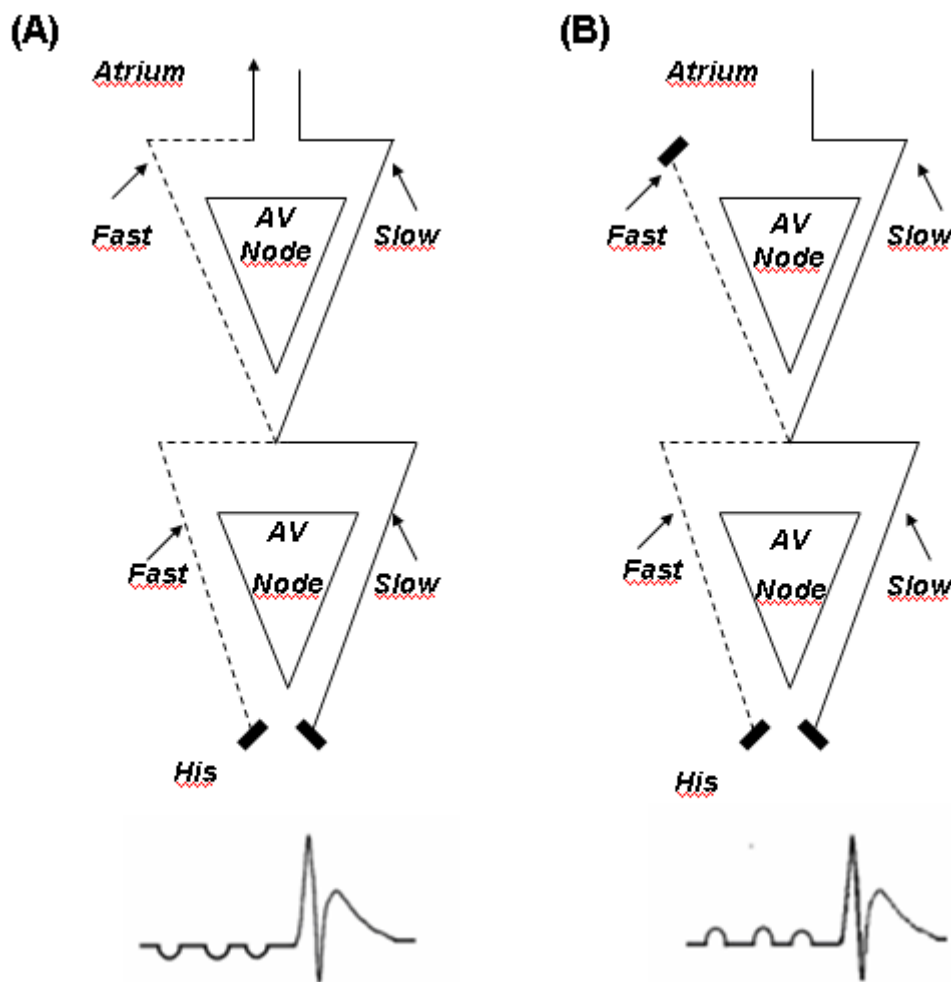 (A)
Atrium
Fast
AV
Node
Slow
AV
Node
Fast
Slow
His
(B)
Atrium
Fast
AV
Node
Slow
AV
Node
Fast
Slow
His